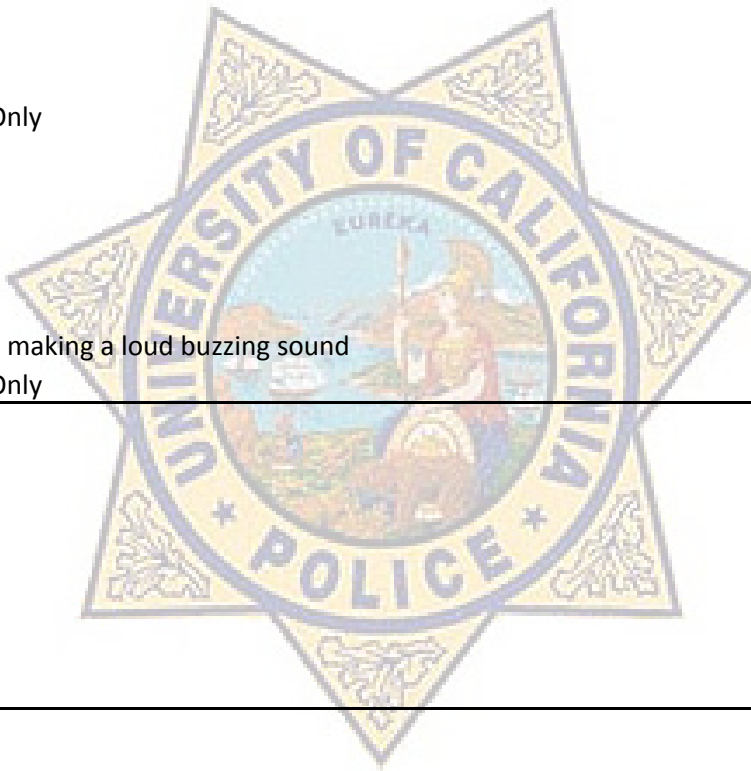 Only
UNIVERSITY OF CALIFORNIA
EUREKA
making a loud buzzing sound
Only
POLICE